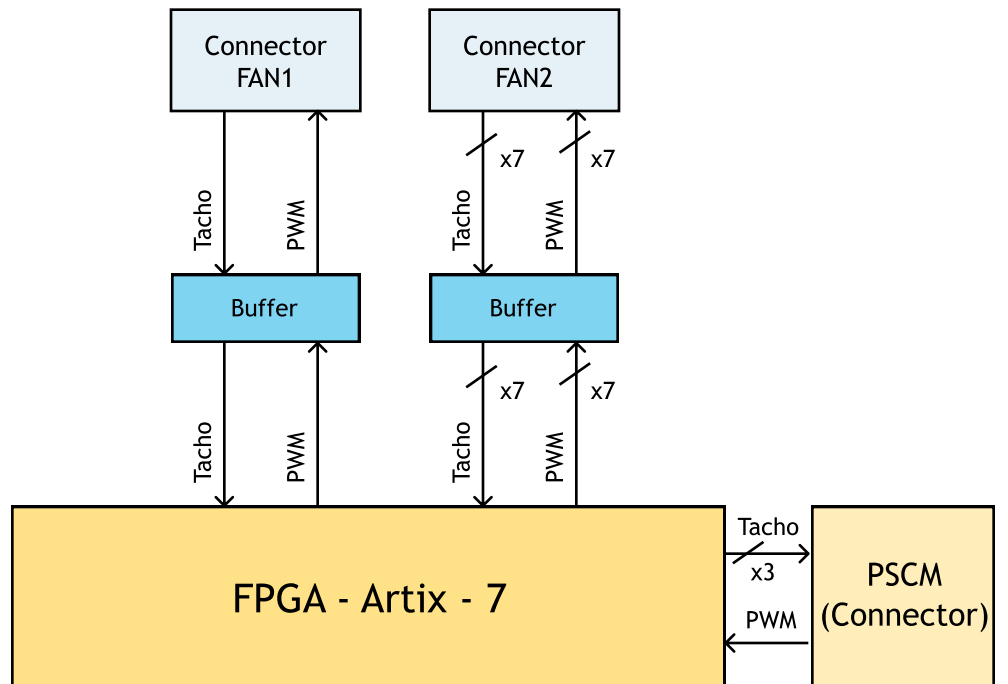 Connector
FAN1
Connector
FAN2
x7
x7
Tacho
PWM
Tacho
PWM
Buffer
Buffer
x7
x7
Tacho
PWM
Tacho
PWM
FPGA - Artix - 7
Tacho
x3
PWM
PSCM
(Connector)